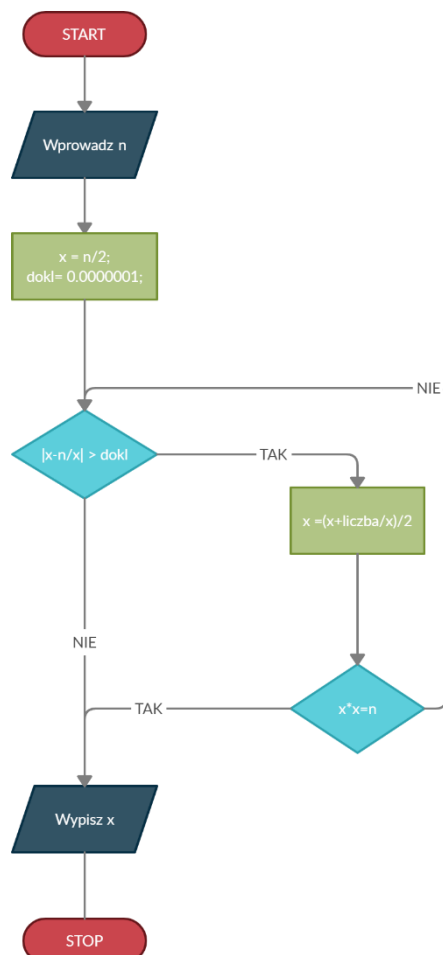 START
Wprowadz n
x = n/2;
dokl= 0.0000001;
NIE
|x-n/x| > dokl
TAK
x =(x+liczba/x)/2
NIE
x*x=n
TAK
Wypisz x
STOP